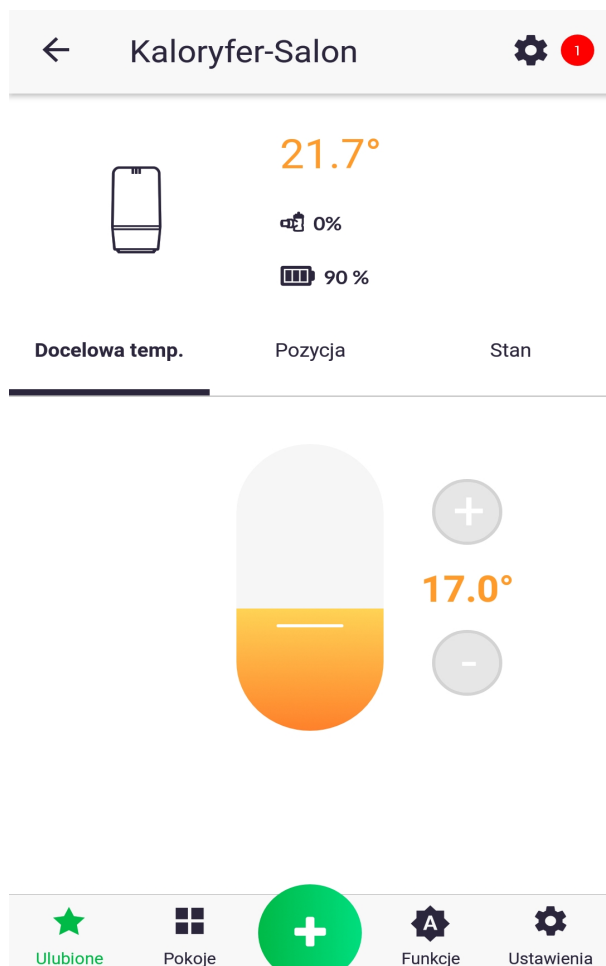 Kaloryfer-Salon
1
21.7°
0%
90 %
Docelowa temp.
Pozycja
Stan
+
17.0°
-
A
Ulubione
Pokoje
Funkcje
Ustawienia